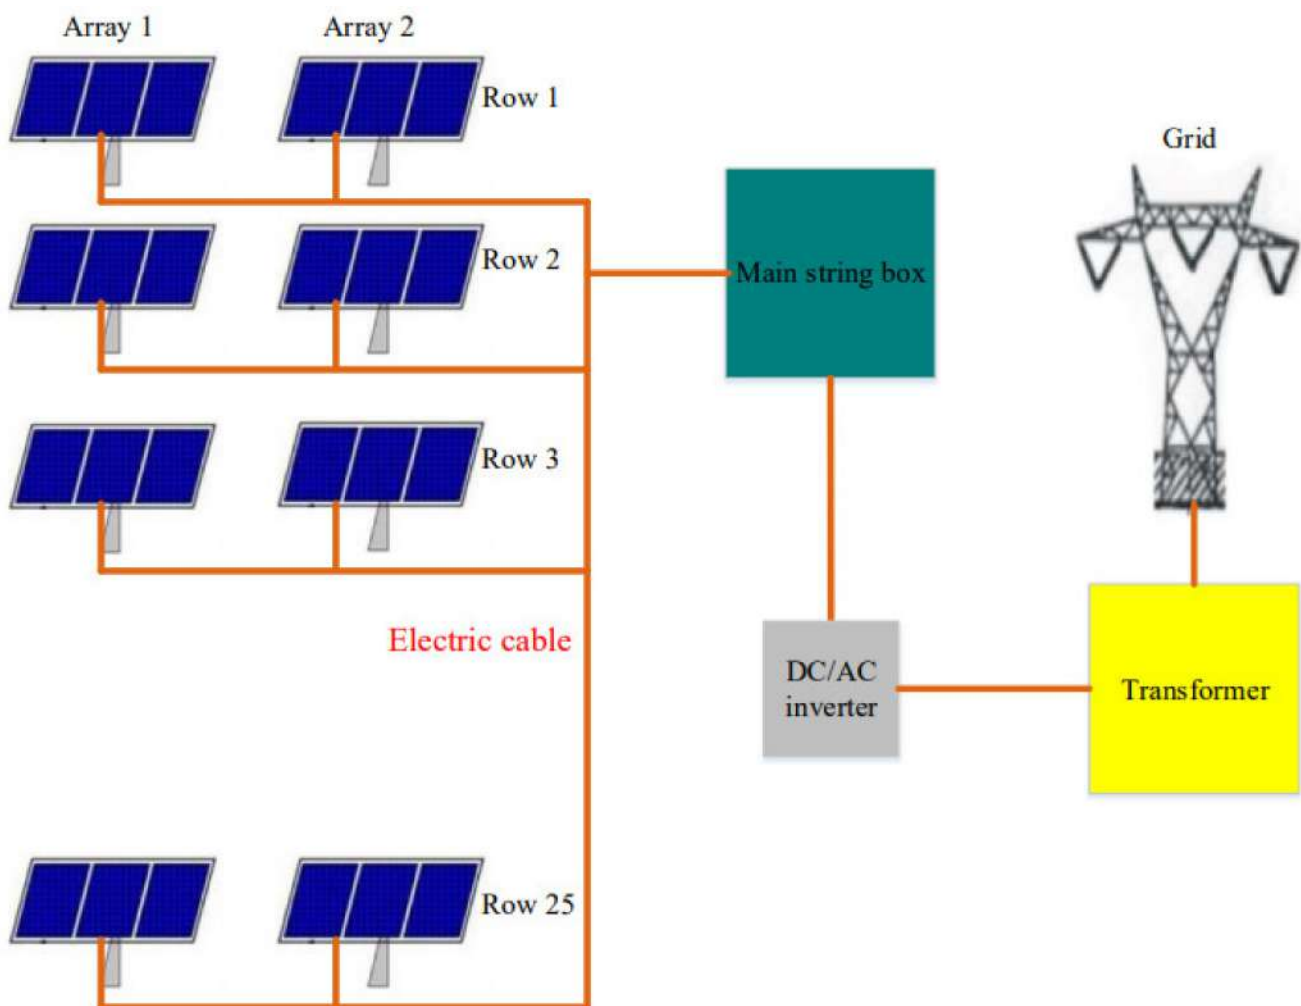 Array 1
Array 2
Row 1
Grid
Row 2
Main string box
Row 3
Electric cable
DC/AC
inverter
Transformer
Row 25